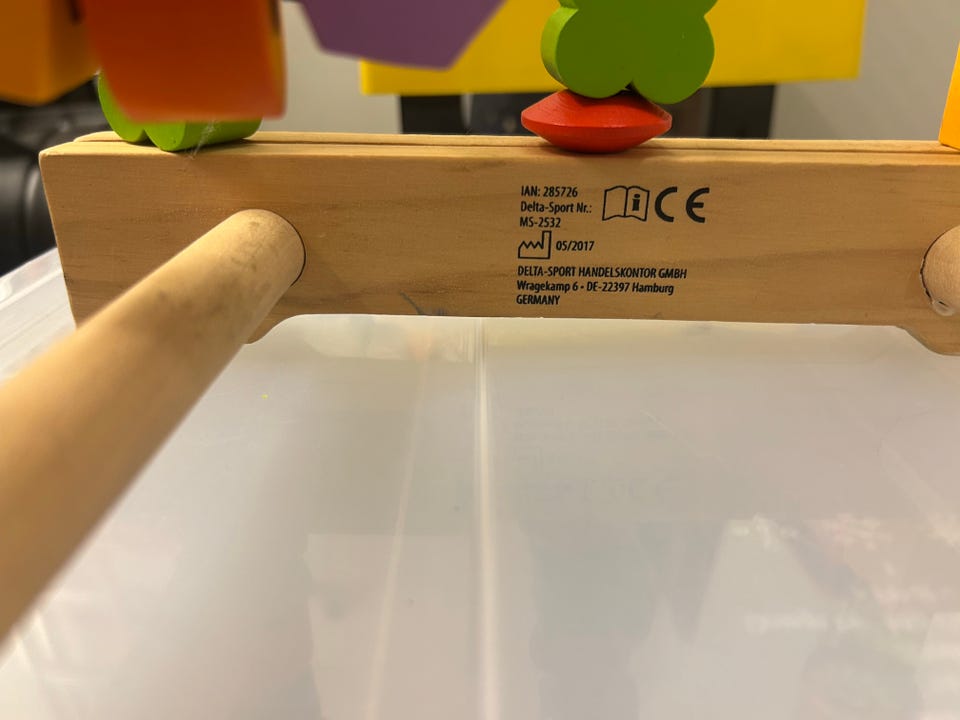 IAN: 285726
Delta-Sport Nr.:
MS-2532
i CE
05/2017
DELTA-SPORT HANDELSKONTOR GMBH
Wragekamp 6 • DE-22397 Hamburg
GERMANY